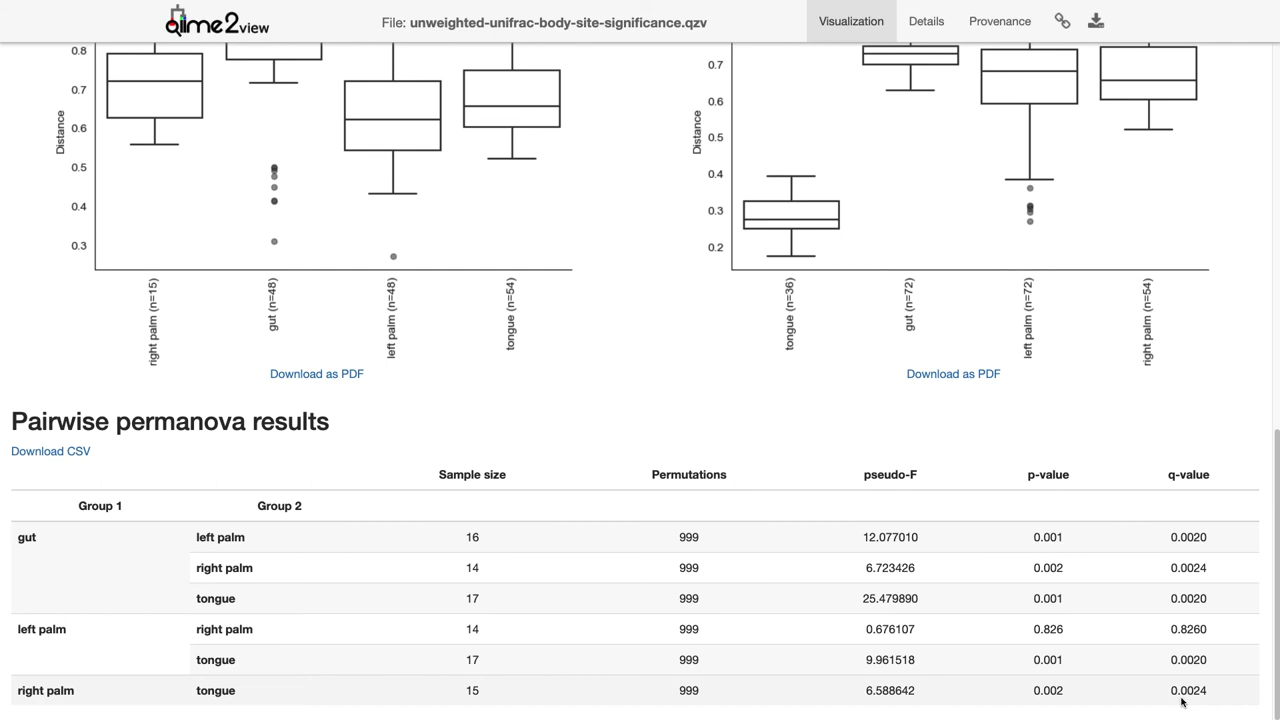 qiime2view
File: unweighted-unifrac-body-site-significance.qzv
Visualization Details Provenance
0.8
0.7
0.6
0.5
0.4
0.3
Distance
right palm (n=15)
gut (n=48)
left palm (n=48)
tongue (n=54)
Download as PDF
0.7
0.6
0.5
0.4
0.3
0.2
Distance
tongue (n=36)
gut (n=72)
left palm (n=72)
right palm (n=54)
Download as PDF
Pairwise permanova results
Download CSV
Sample size Permutations pseudo-F p-value q-value
Group 1 Group 2
gut left palm 16 999 12.077010 0.001 0.0020
right palm 14 999 6.723426 0.002 0.0024
tongue 17 999 25.479890 0.001 0.0020
left palm right palm 14 999 0.676107 0.826 0.8260
tongue 17 999 9.961518 0.001 0.0020
right palm tongue 15 999 6.588642 0.002 0.0024